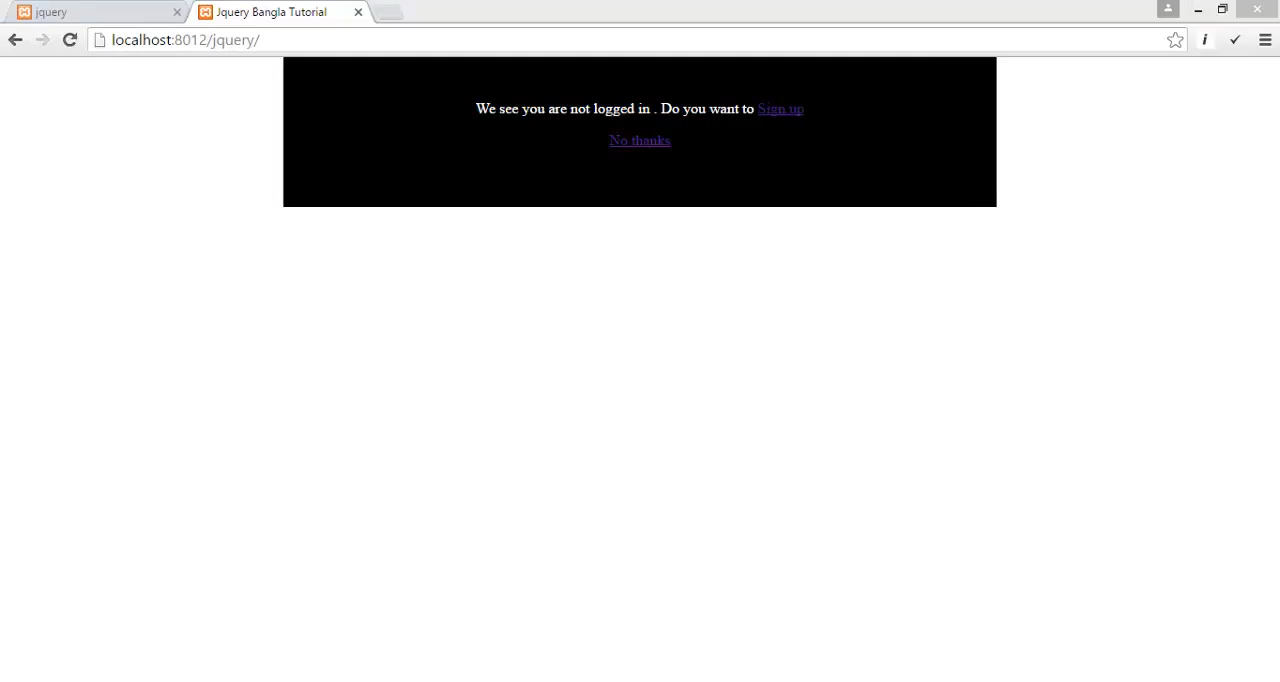 jquery
Jquery Bangla Tutorial
localhost:8012/jquery/
We see you are not logged in . Do you want to Sign up
No thanks